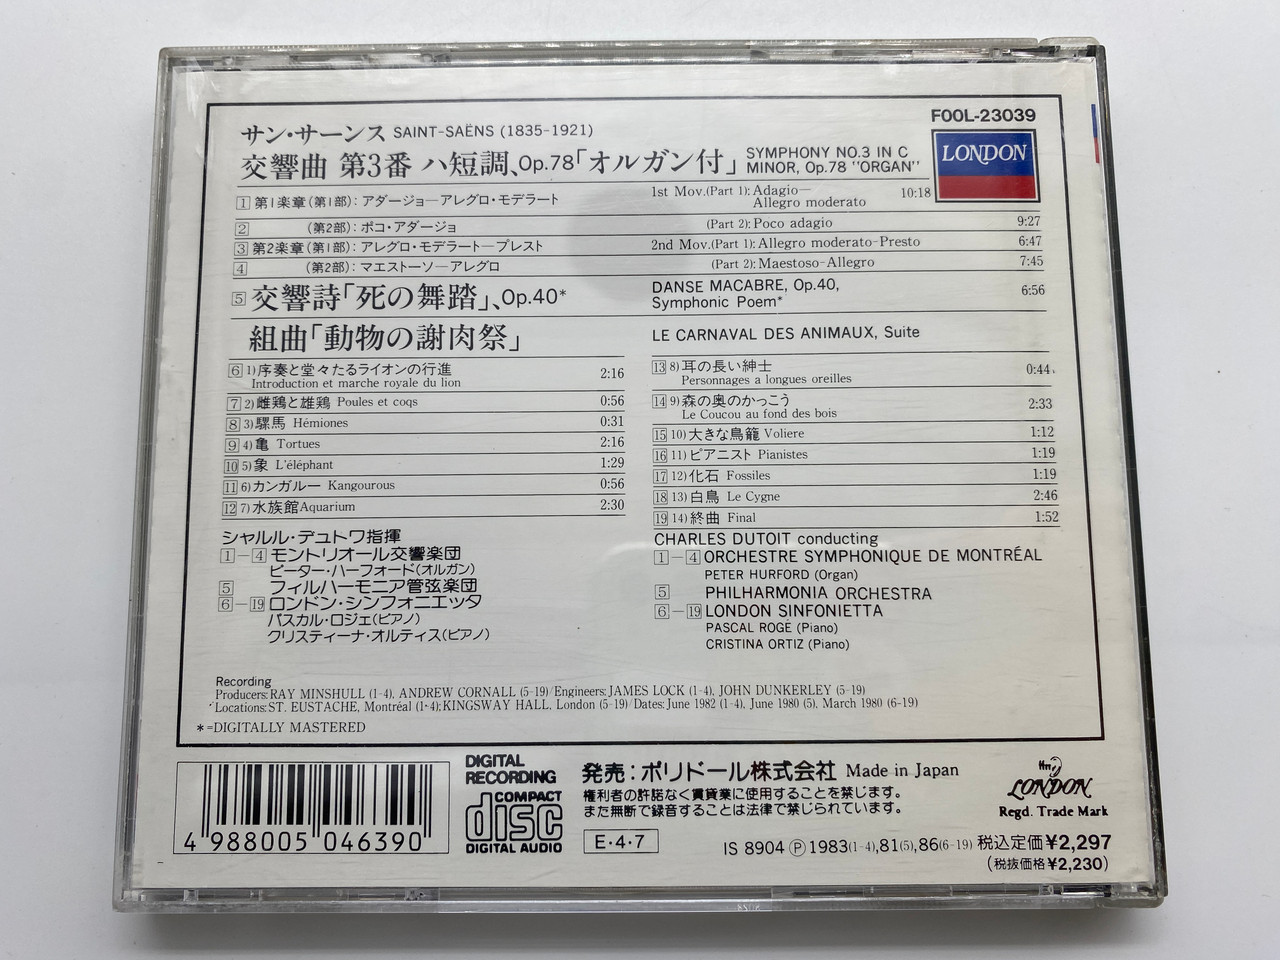 FOOL-23039
LONDON
サン・サーンス SAINT-SAËNS (1835-1921)
交響曲 第3番 ハ短調、Op.78「オルガン付」 SYMPHONY NO.3 IN C
MINOR, Op.78 "ORGAN"
1 第1楽章(第1部): アダージョ—アレグロ・モデラート 1st Mov.(Part 1): Adagio—
Allegro moderato 10:18
2 (第2部): ポコ・アダージョ (Part 2): Poco adagio 9:27
3 第2楽章(第1部): アレグロ・モデラート—プレスト 2nd Mov.(Part 1): Allegro moderato-Presto 6:47
4 (第2部): マエストーソ—アレグロ (Part 2): Maestoso-Allegro 7:45
5 交響詩「死の舞踏」、Op.40* DANSE MACABRE, Op.40,
Symphonic Poem* 6:56
組曲「動物の謝肉祭」 LE CARNAVAL DES ANIMAUX, Suite
6 1) 序奏と堂々たるライオンの行進
Introduction et marche royale du lion 2:16
7 2) 雌鶏と雄鶏 Poules et coqs 0:56
8 3) 騾馬 Hémiones 0:31
9 4) 亀 Tortues 2:16
10 5) 象 L'éléphant 1:29
11 6) カンガルー Kangourous 0:56
12 7) 水族館 Aquarium 2:30
13 8) 耳の長い紳士
Personnages a longues oreilles 0:44
14 9) 森の奥のかっこう
Le Coucou au fond des bois 2:33
15 10) 大きな鳥籠 Voliere 1:12
16 11) ピアニスト Pianistes 1:19
17 12) 化石 Fossiles 1:19
18 13) 白鳥 Le Cygne 2:46
19 14) 終曲 Final 1:52
シャルル・デュトワ指揮
1—4 モントリオール交響楽団
ピーター・ハーフォード(オルガン)
5 フィルハーモニア管弦楽団
6—19 ロンドン・シンフォニエッタ
パスカル・ロジェ(ピアノ)
クリスティーナ・オルティス(ピアノ)
CHARLES DUTOIT conducting
1—4 ORCHESTRE SYMPHONIQUE DE MONTRÉAL
PETER HURFORD (Organ)
5 PHILHARMONIA ORCHESTRA
6—19 LONDON SINFONIETTA
PASCAL ROGÉ (Piano)
CRISTINA ORTIZ (Piano)
Recording
Producers: RAY MINSHULL (1-4), ANDREW CORNALL (5-19)/Engineers: JAMES LOCK (1-4), JOHN DUNKERLEY (5-19)
Locations: ST. EUSTACHE, Montréal (1-4); KINGSWAY HALL, London (5-19)/Dates: June 1982 (1-4), June 1980 (5), March 1980 (6-19)
*=DIGITALLY MASTERED
4 988005 046390
DIGITAL
RECORDING
COMPACT
disc
DIGITAL AUDIO
発売：ポリドール株式会社 Made in Japan
権利者の許諾なく賃貸業に使用することを禁じます。
また無断で録音することは法律で禁じられています。
E・4・7
IS 8904 Ⓟ 1983(1-4),81(5),86(6-19) 税込定価¥2,297
(税抜価格¥2,230)
LONDON
Regd. Trade Mark